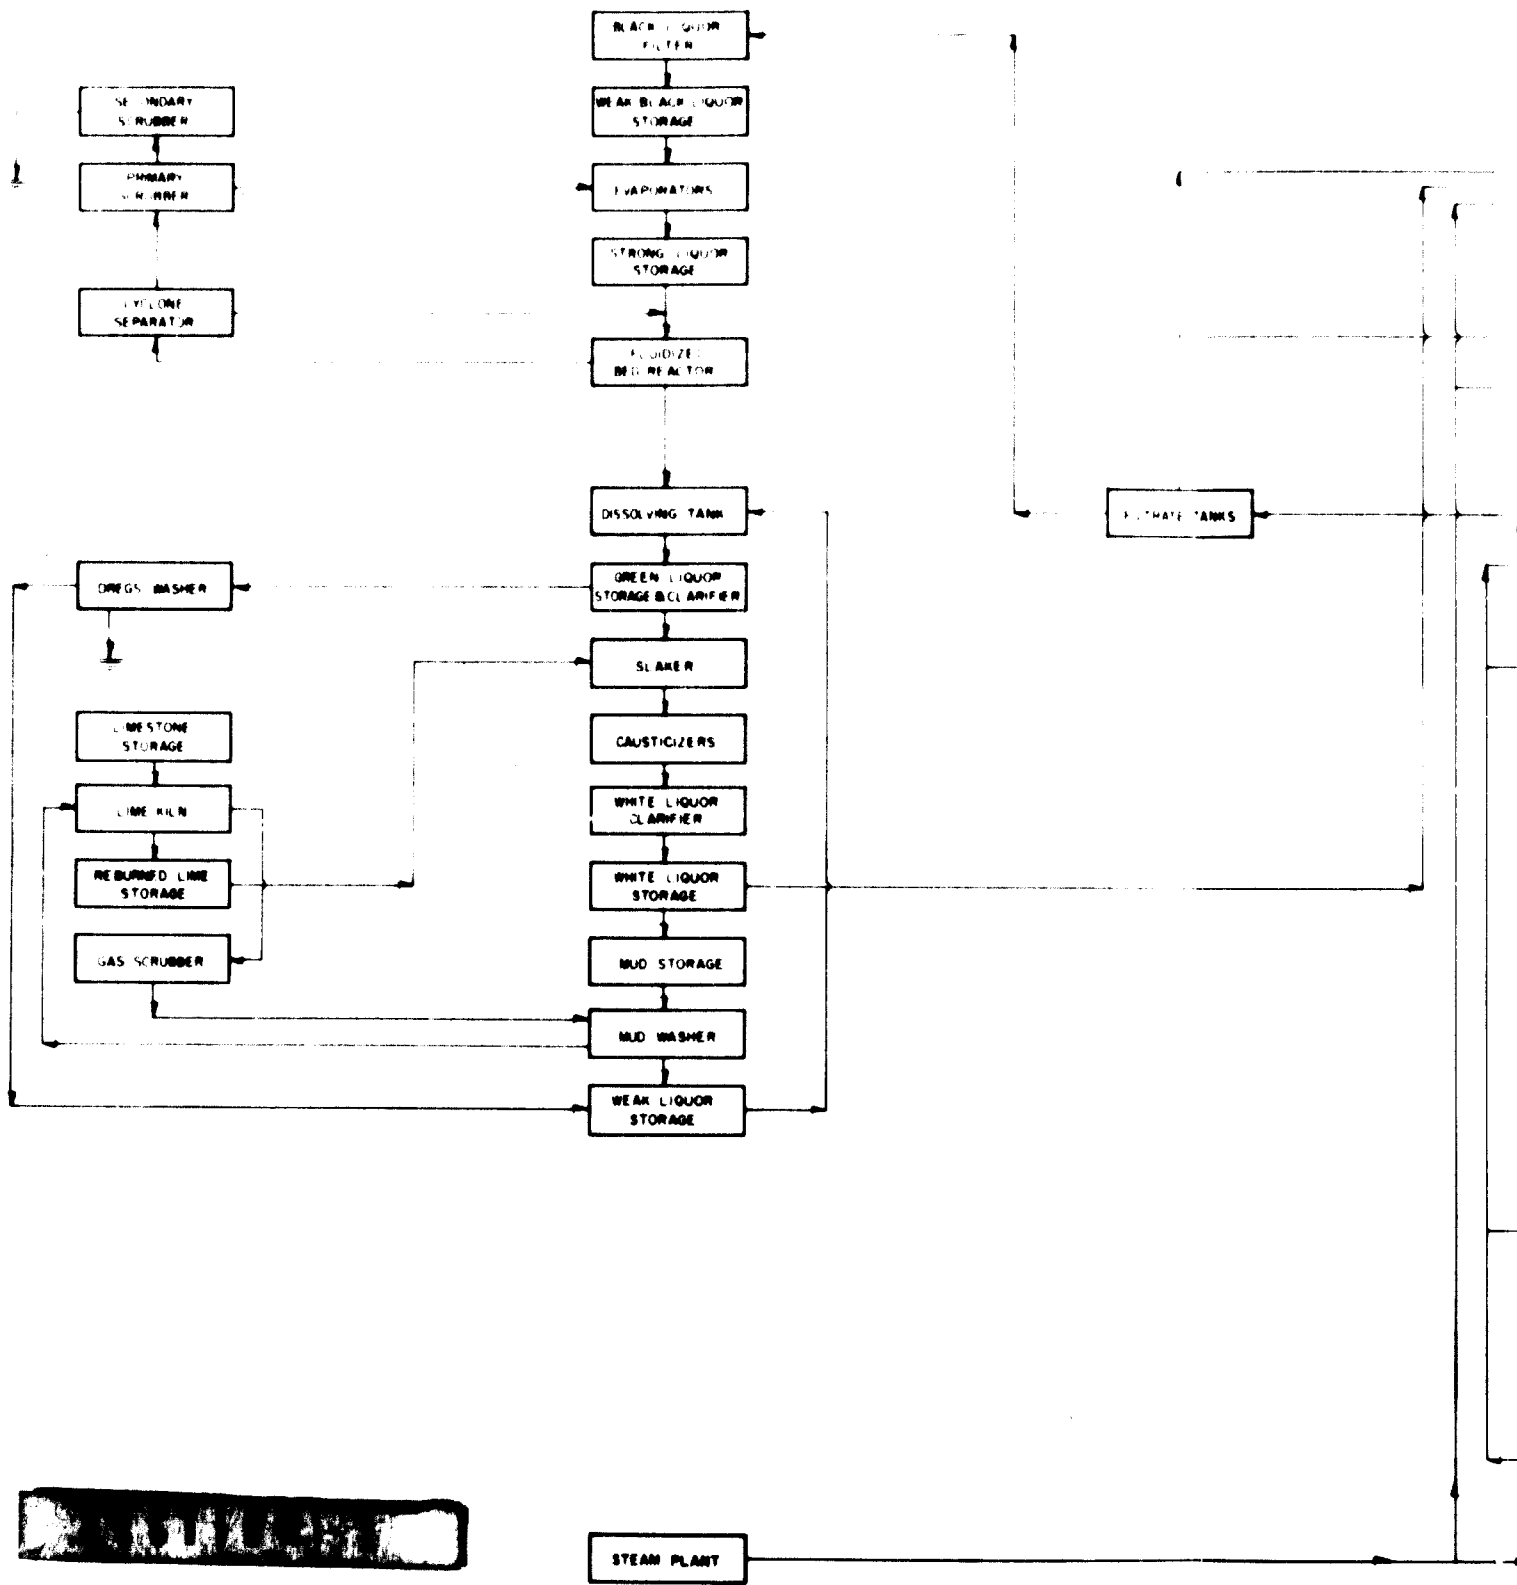 BLACK LIQUOR
FILTER
SECONDARY
SCRUBBER
WEAK BLACK LIQUOR
STORAGE
PRIMARY
SCRUBBER
EVAPORATORS
STRONG LIQUOR
STORAGE
CYCLONE
SEPARATOR
FLUIDIZED
BED REACTOR
DISSOLVING TANK
FILTRATE TANKS
DREGS WASHER
GREEN LIQUOR
STORAGE & CLARIFIER
SLAKER
LIMESTONE
STORAGE
CAUSTICIZERS
LIME KILN
WHITE LIQUOR
CLARIFIER
REBURNED LIME
STORAGE
WHITE LIQUOR
STORAGE
GAS SCRUBBER
MUD STORAGE
MUD WASHER
WEAK LIQUOR
STORAGE
STEAM PLANT